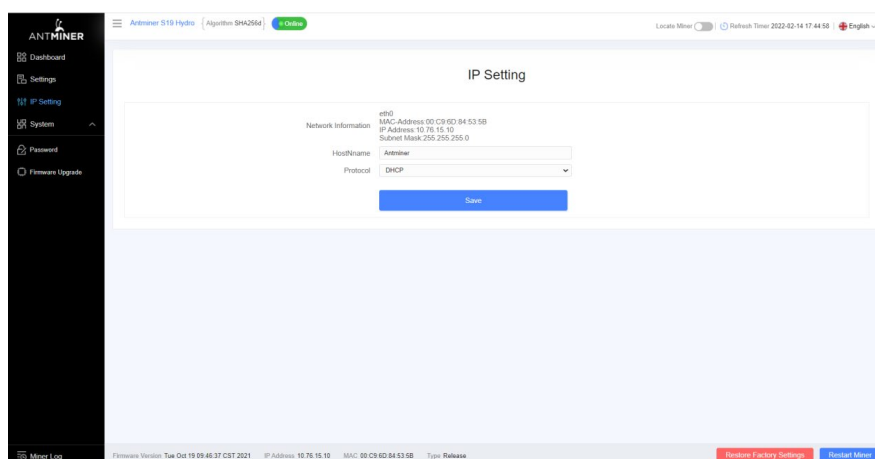 ANTMINER
Antminer S19 Hydro { Algorithm SHA256d } Online
Locate Miner Refresh Timer 2022-02-14 17:44:58 English
Dashboard
Settings
IP Setting
System
Password
Firmware Upgrade
Miner Log
IP Setting
Network Information
eth0
MAC-Address:00:C9:6D:84:53:5B
IP Address:10.76.15.10
Subnet Mask:255.255.255.0
HostNname Antminer
Protocol DHCP
Save
Firmware Version Tue Oct 19 09:46:37 CST 2021 IP Address 10.76.15.10 MAC 00:C9:6D:84:53:5B Type Release
Restore Factory Settings Restart Miner